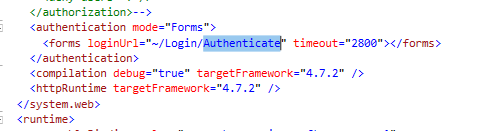 </authorization>-->
<authentication mode="Forms">
<forms loginUrl="~/Login/Authenticate" timeout="2800"></forms>
</authentication>
<compilation debug="true" targetFramework="4.7.2" />
<httpRuntime targetFramework="4.7.2" />
</system.web>
<runtime>